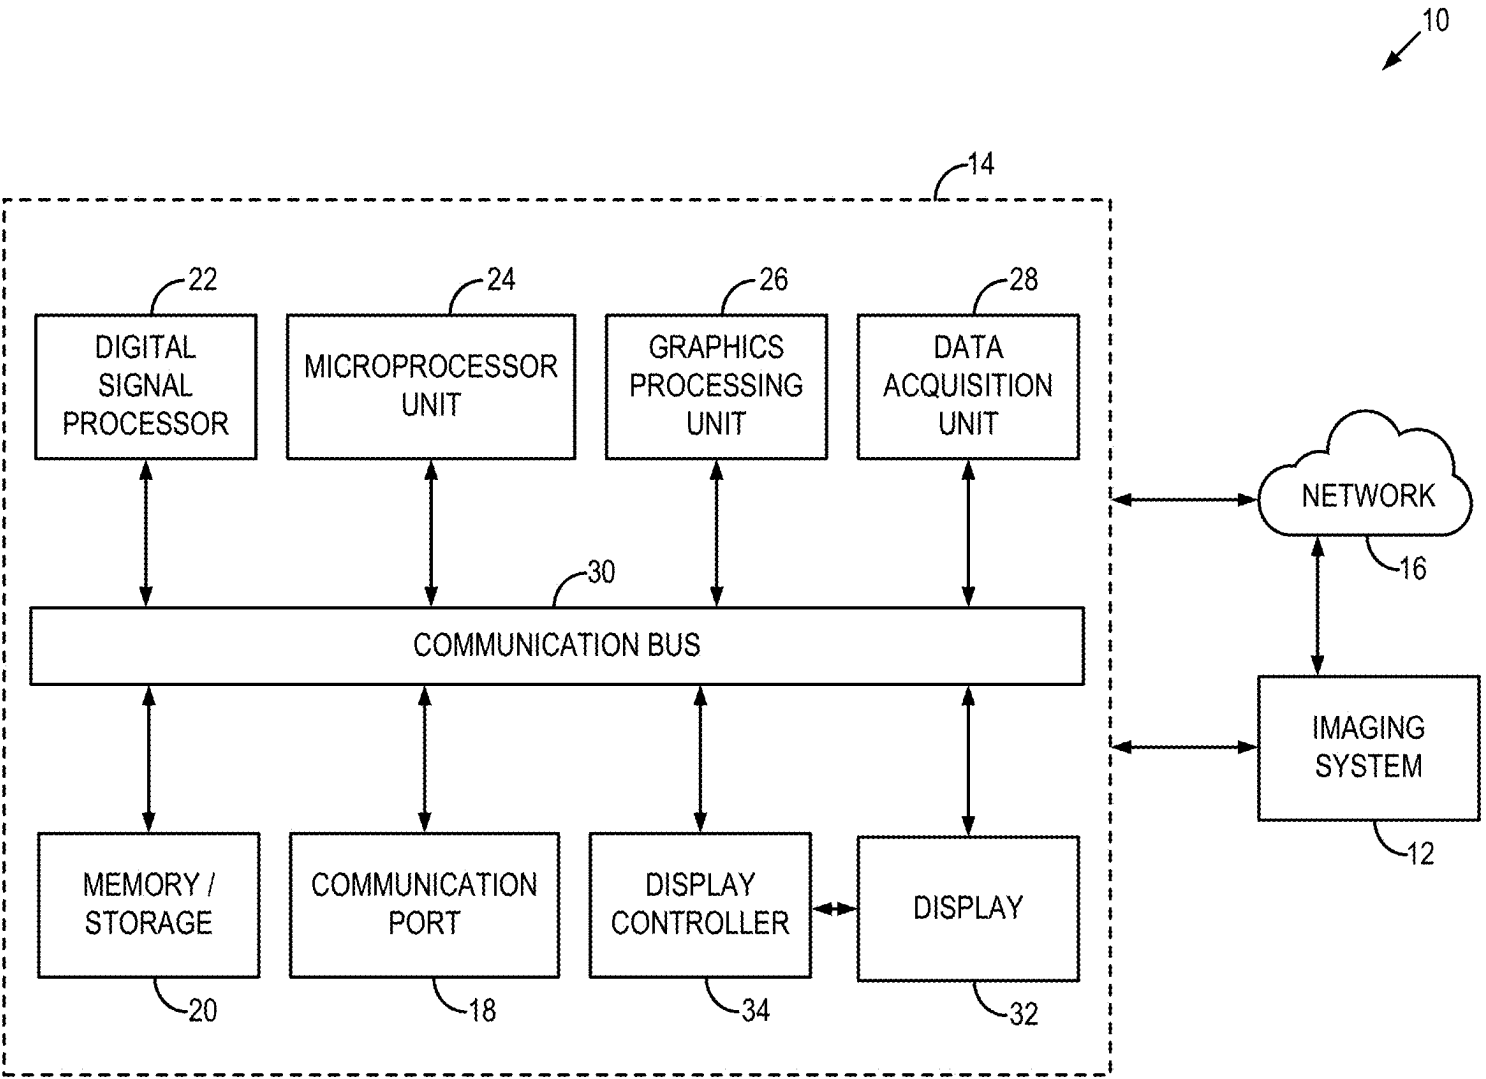 10
14
22
24
26
28
DIGITAL
SIGNAL
PROCESSOR
MICROPROCESSOR
UNIT
GRAPHICS
PROCESSING
UNIT
DATA
ACQUISITION
UNIT
NETWORK
16
30
COMMUNICATION BUS
IMAGING
SYSTEM
12
MEMORY /
STORAGE
COMMUNICATION
PORT
DISPLAY
CONTROLLER
DISPLAY
20
18
34
32